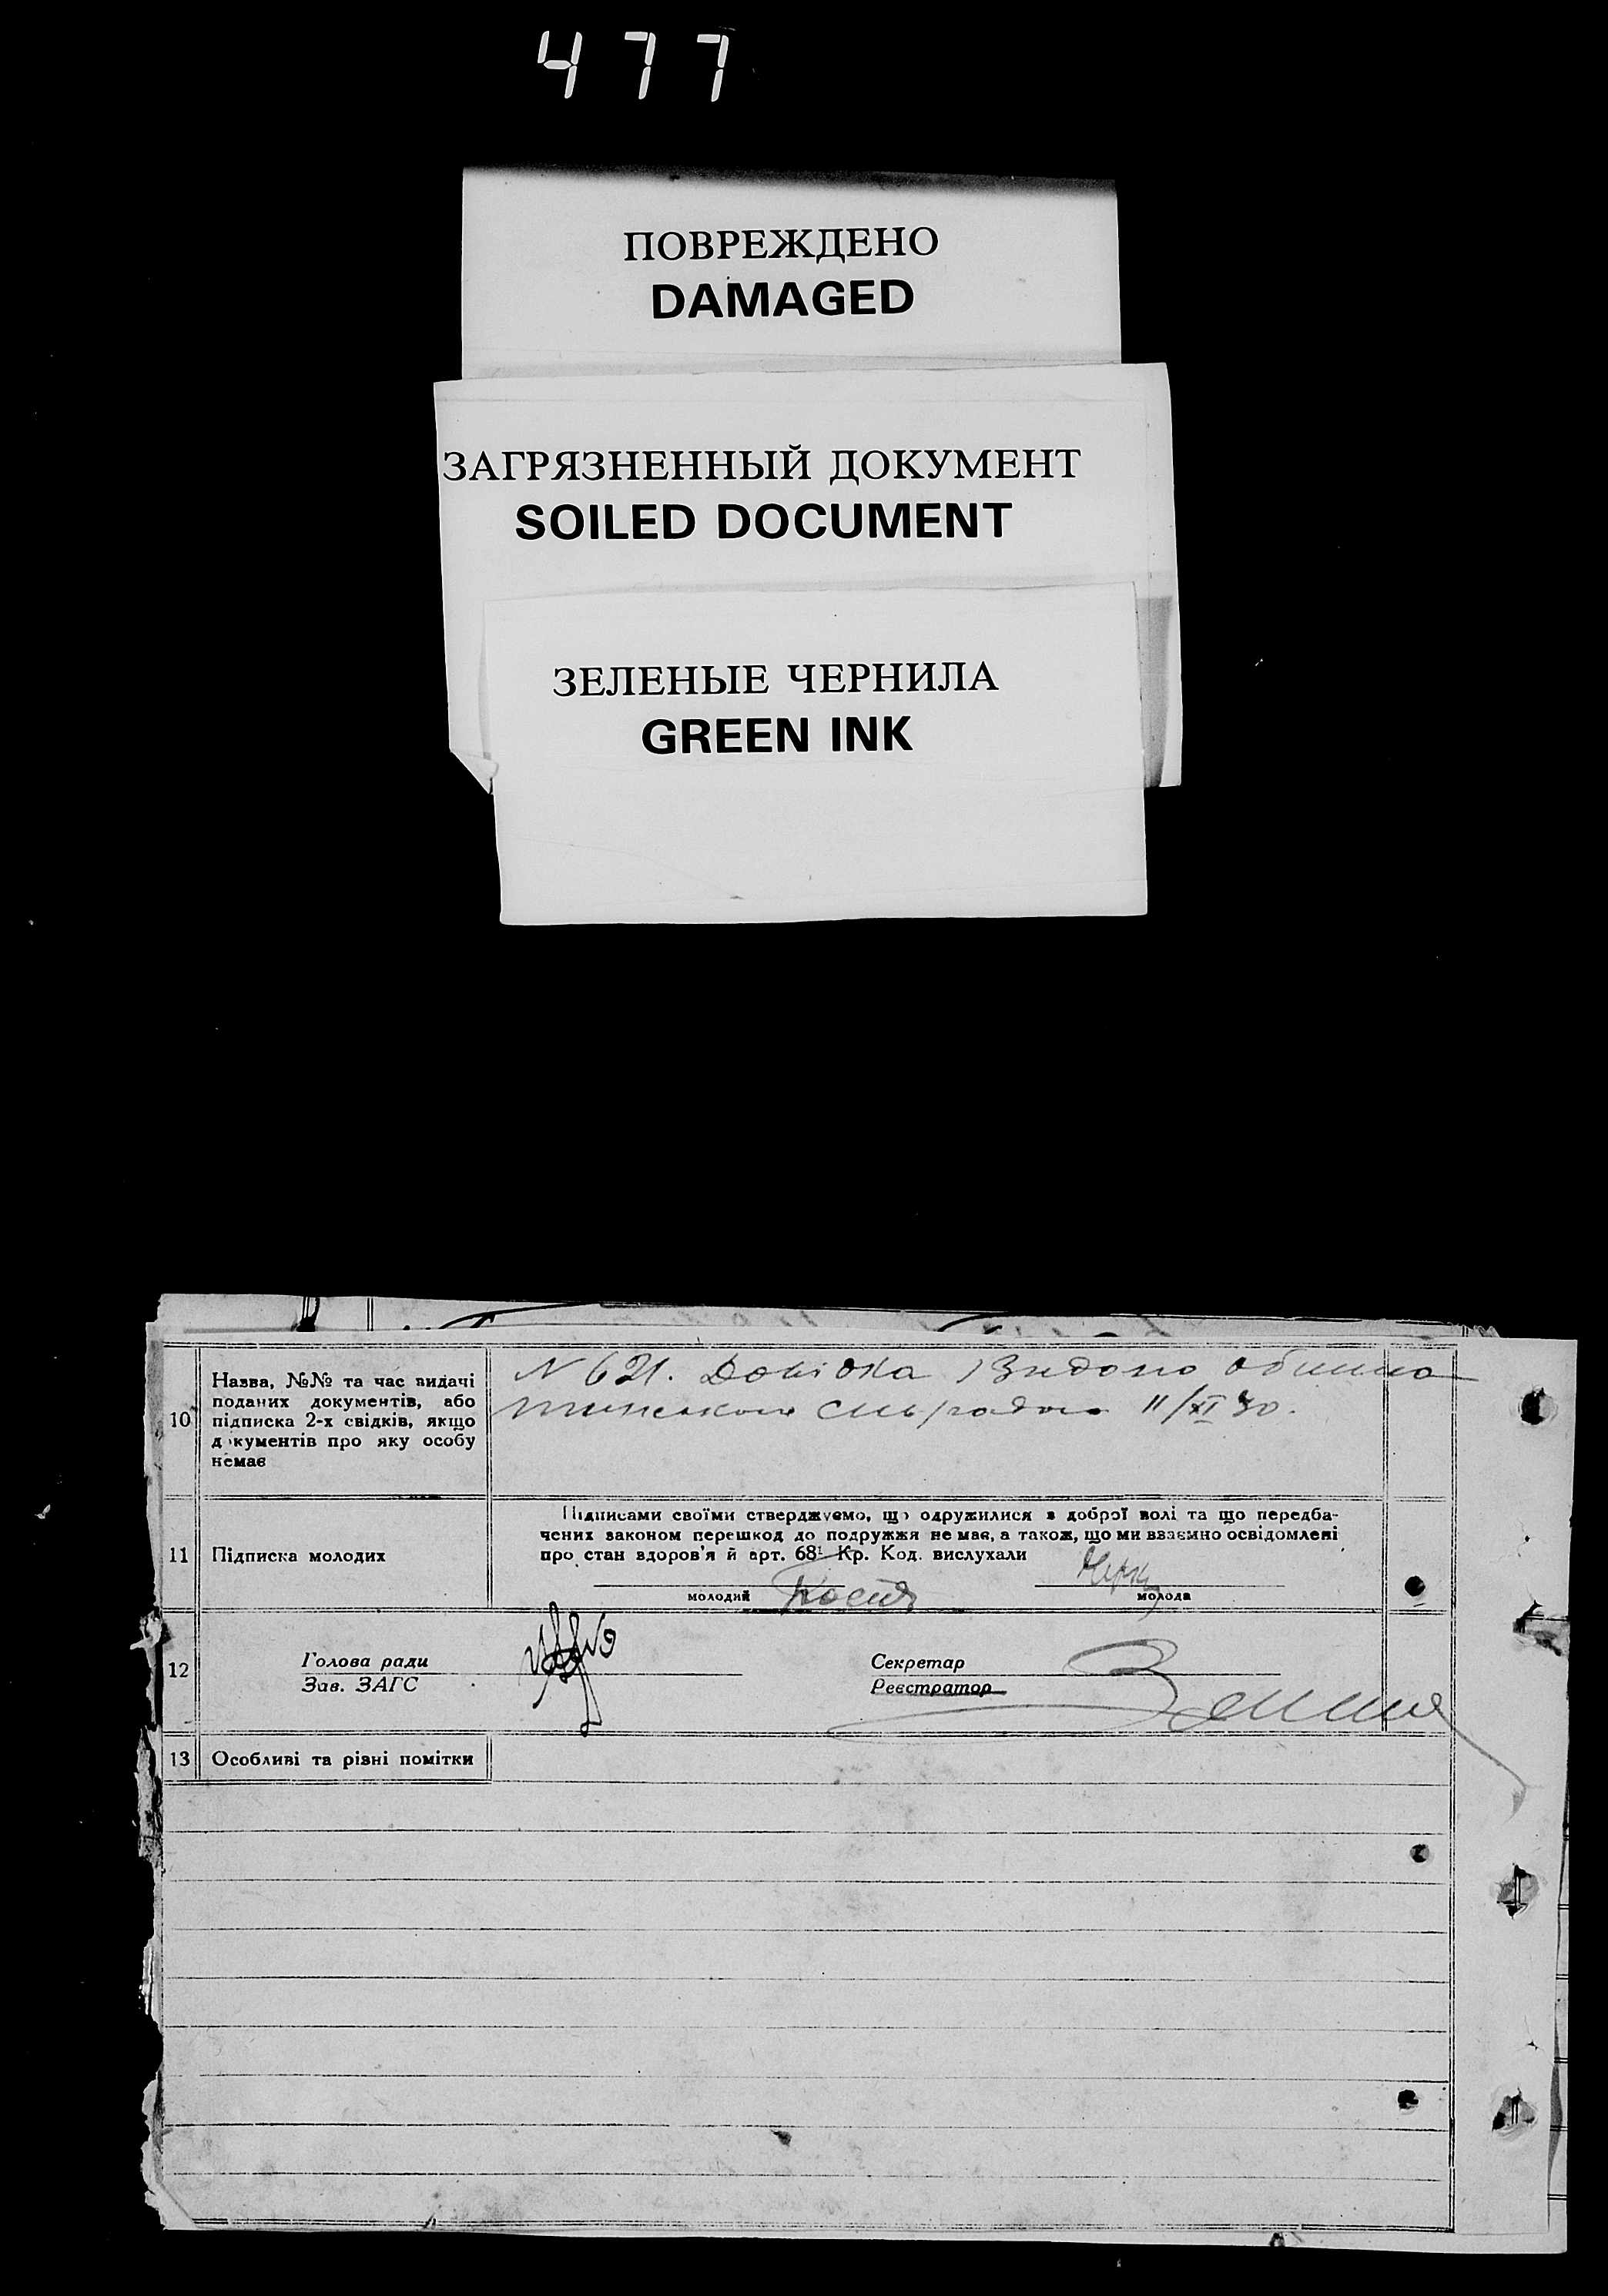 477
ПОВРЕЖДЕНО
DAMAGED
ЗАГРЯЗНЕННЫЙ ДОКУМЕНТ
SOILED DOCUMENT
ЗЕЛЕНЫЕ ЧЕРНИЛА
GREEN INK
10
Назва, №№ та час видачі
поданих документів, або
підписка 2-х свідків, якщо
документів про яку особу
немає
N 621. Довідка
11/XI 30.
11
Підписка молодих
Підписами своїми стверджуємо, що одружилися з доброї волі та що передба-
чених законом перешкод до подружжя не має, а також, що ми взаємно освідомлені
про стан здоров'я й арт. 68¹ Кр. Код. вислухали
молодий
молода
12
Голова ради
Зав. ЗАГС
Секретар
Реєстратор
13
Особливі та різні помітки